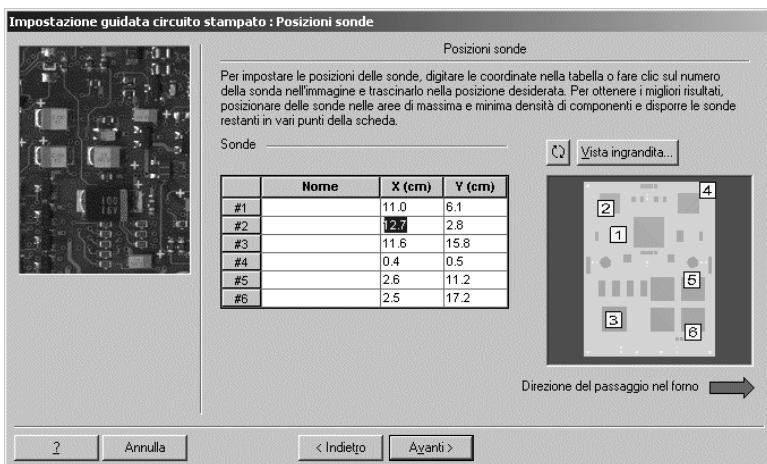 Impostazione guidata circuito stampato : Posizioni sonde
Posizioni sonde
Per impostare le posizioni delle sonde, digitare le coordinate nella tabella o fare clic sul numero
della sonda nell'immagine e trascinarlo nella posizione desiderata. Per ottenere i migliori risultati,
posizionare delle sonde nelle aree di massima e minima densità di componenti e disporre le sonde
restanti in vari punti della scheda.
Sonde
Vista ingrandita...
Nome X (cm) Y (cm)
#1 11.0 6.1
#2 12.7 2.8
#3 11.6 15.8
#4 0.4 0.5
#5 2.6 11.2
#6 2.5 17.2
4
2
1
5
3
6
Direzione del passaggio nel forno
? Annulla < Indietro Avanti >